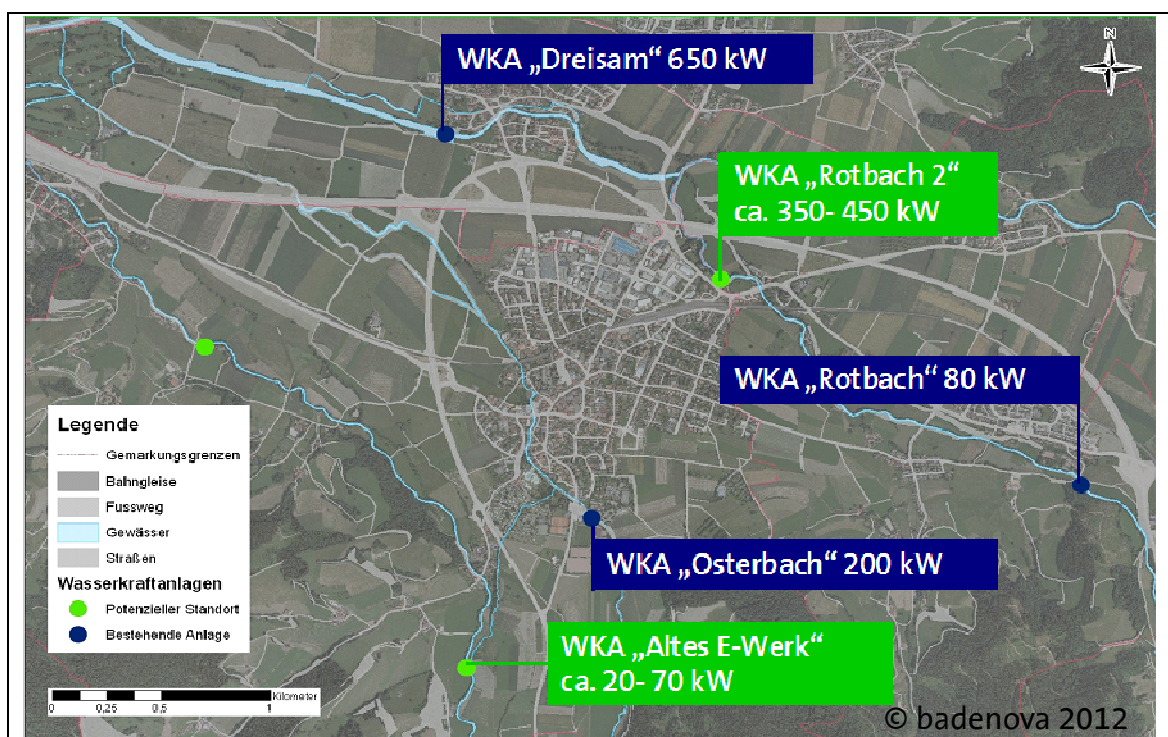 WKA „Dreisam“ 650 kW
N
WKA „Rotbach 2“
ca. 350- 450 kW
WKA „Rotbach“ 80 kW
Legende
Gemarkungsgrenzen
Bahngleise
Fussweg
Gewässer
Straßen
Wasserkraftanlagen
Potenzieller Standort
Bestehende Anlage
WKA „Osterbach“ 200 kW
WKA „Altes E-Werk“
ca. 20- 70 kW
Kilometer
0 0,25 0,5 1
© badenova 2012